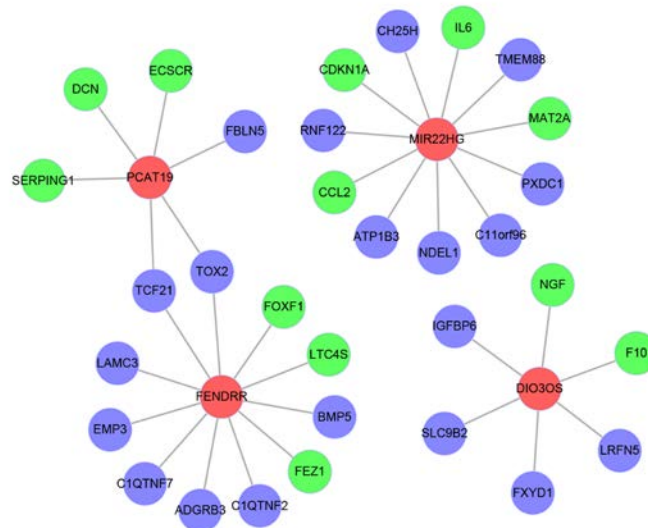 CH25H
IL6
CDKN1A
TMEM88
RNF122
MIR22HG
MAT2A
CCL2
PXDC1
ATP1B3
NDEL1
C11orf96
DCN
ECSCR
FBLN5
SERPING1
PCAT19
TCF21
TOX2
FOXF1
LAMC3
LTC4S
FENDRR
EMP3
BMP5
C1QTNF7
ADGRB3
C1QTNF2
FEZ1
NGF
IGFBP6
F10
DIO3OS
SLC9B2
LRFN5
FXYD1